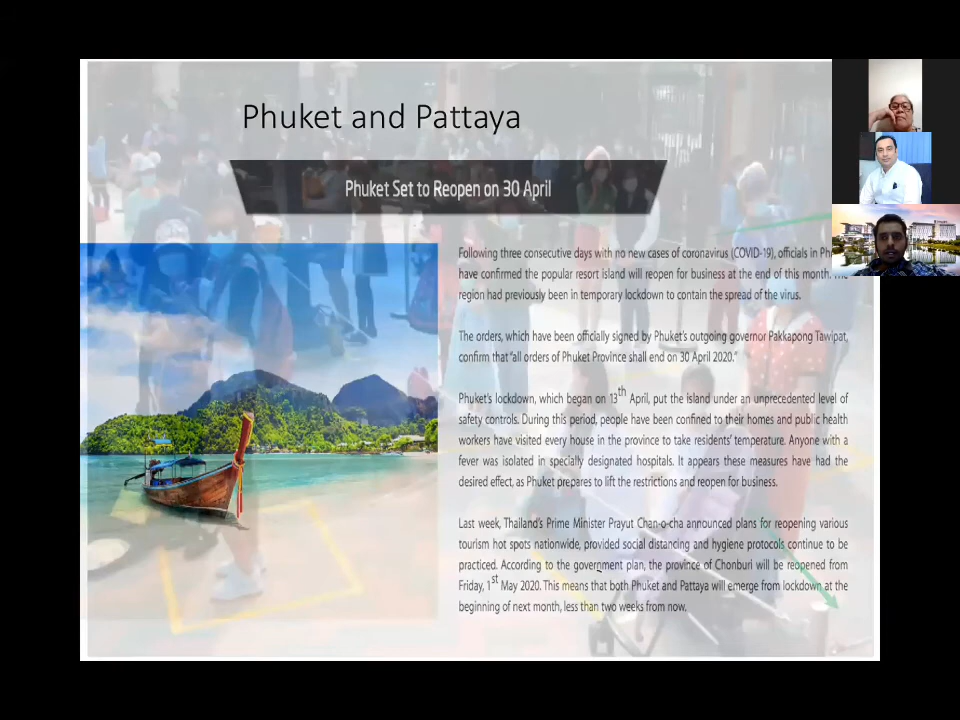 Phuket and Pattaya
Phuket Set to Reopen on 30 April
Following three consecutive days with no new cases of coronavirus (COVID-19), officials in
have confirmed the popular resort island will reopen for business at the end of this month.
region had previously been in temporary lockdown to contain the spread of the virus.
The orders, which have been officially signed by Phuket's outgoing governor Pakkapong Tawipat,
confirm that "all orders of Phuket Province shall end on 30 April 2020."
Phuket's lockdown, which began on 13th April, put the island under an unprecedented level of
safety controls. During this period, people have been confined to their homes and public health
workers have visited every house in the province to take residents' temperature. Anyone with a
fever was isolated in specially designated hospitals. It appears these measures have had the
desired effect, as Phuket prepares to lift the restrictions and reopen for business.
Last week, Thailand's Prime Minister Prayut Chan-o-cha announced plans for reopening various
tourism hot spots nationwide, provided social distancing and hygiene protocols continue to be
practiced. According to the government plan, the province of Chonburi will be reopened from
Friday, 1st May 2020. This means that both Phuket and Pattaya will emerge from lockdown at the
beginning of next month, less than two weeks from now.